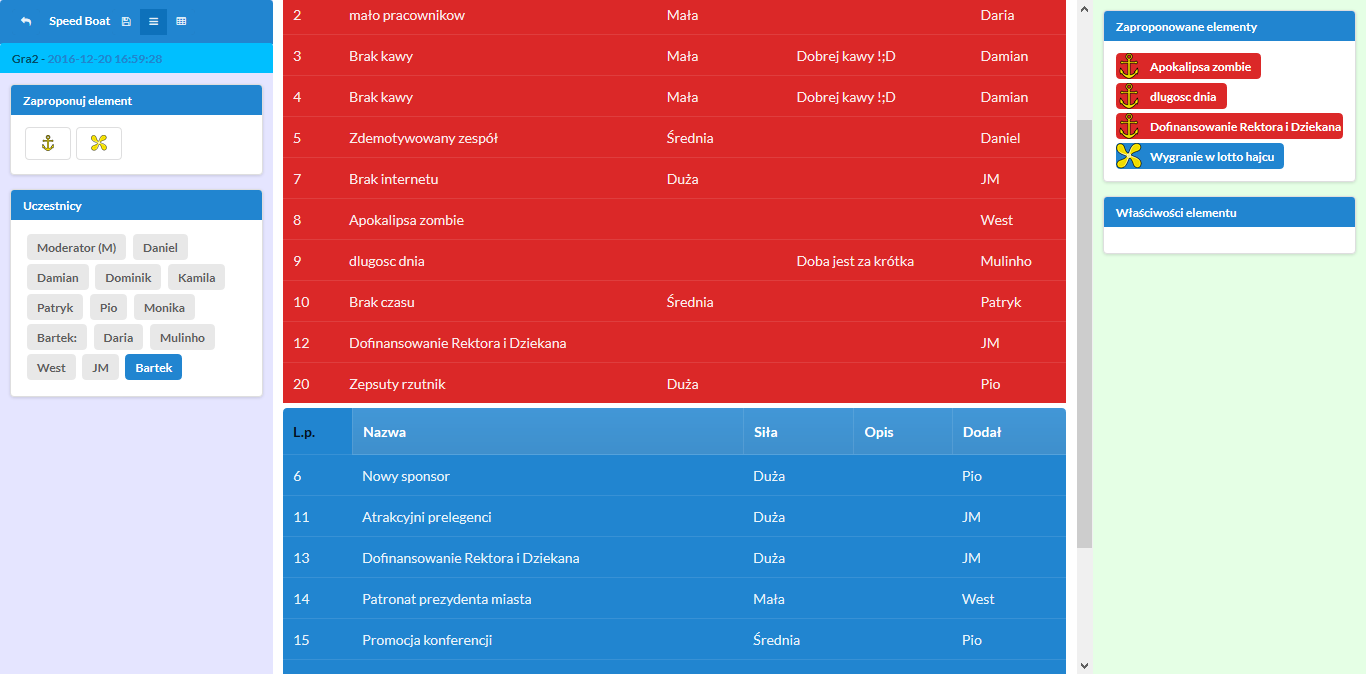 Speed Boat
Gra2 - 2016-12-20 16:59:28
Zaproponuj element
Uczestnicy
Moderator (M) Daniel
Damian Dominik Kamila
Patryk Pio Monika
Bartek: Daria Mulinho
West JM Bartek
2 mało pracownikow Mała Daria
3 Brak kawy Mała Dobrej kawy !;D Damian
4 Brak kawy Mała Dobrej kawy !;D Damian
5 Zdemotywowany zespół Średnia Daniel
7 Brak internetu Duża JM
8 Apokalipsa zombie West
9 dlugosc dnia Doba jest za krótka Mulinho
10 Brak czasu Średnia Patryk
12 Dofinansowanie Rektora i Dziekana JM
20 Zepsuty rzutnik Duża Pio
L.p. Nazwa Siła Opis Dodał
6 Nowy sponsor Duża Pio
11 Atrakcyjni prelegenci Duża JM
13 Dofinansowanie Rektora i Dziekana Duża JM
14 Patronat prezydenta miasta Mała West
15 Promocja konferencji Średnia Pio
Zaproponowane elementy
Apokalipsa zombie
dlugosc dnia
Dofinansowanie Rektora i Dziekana
Wygranie w lotto hajcu
Właściwości elementu